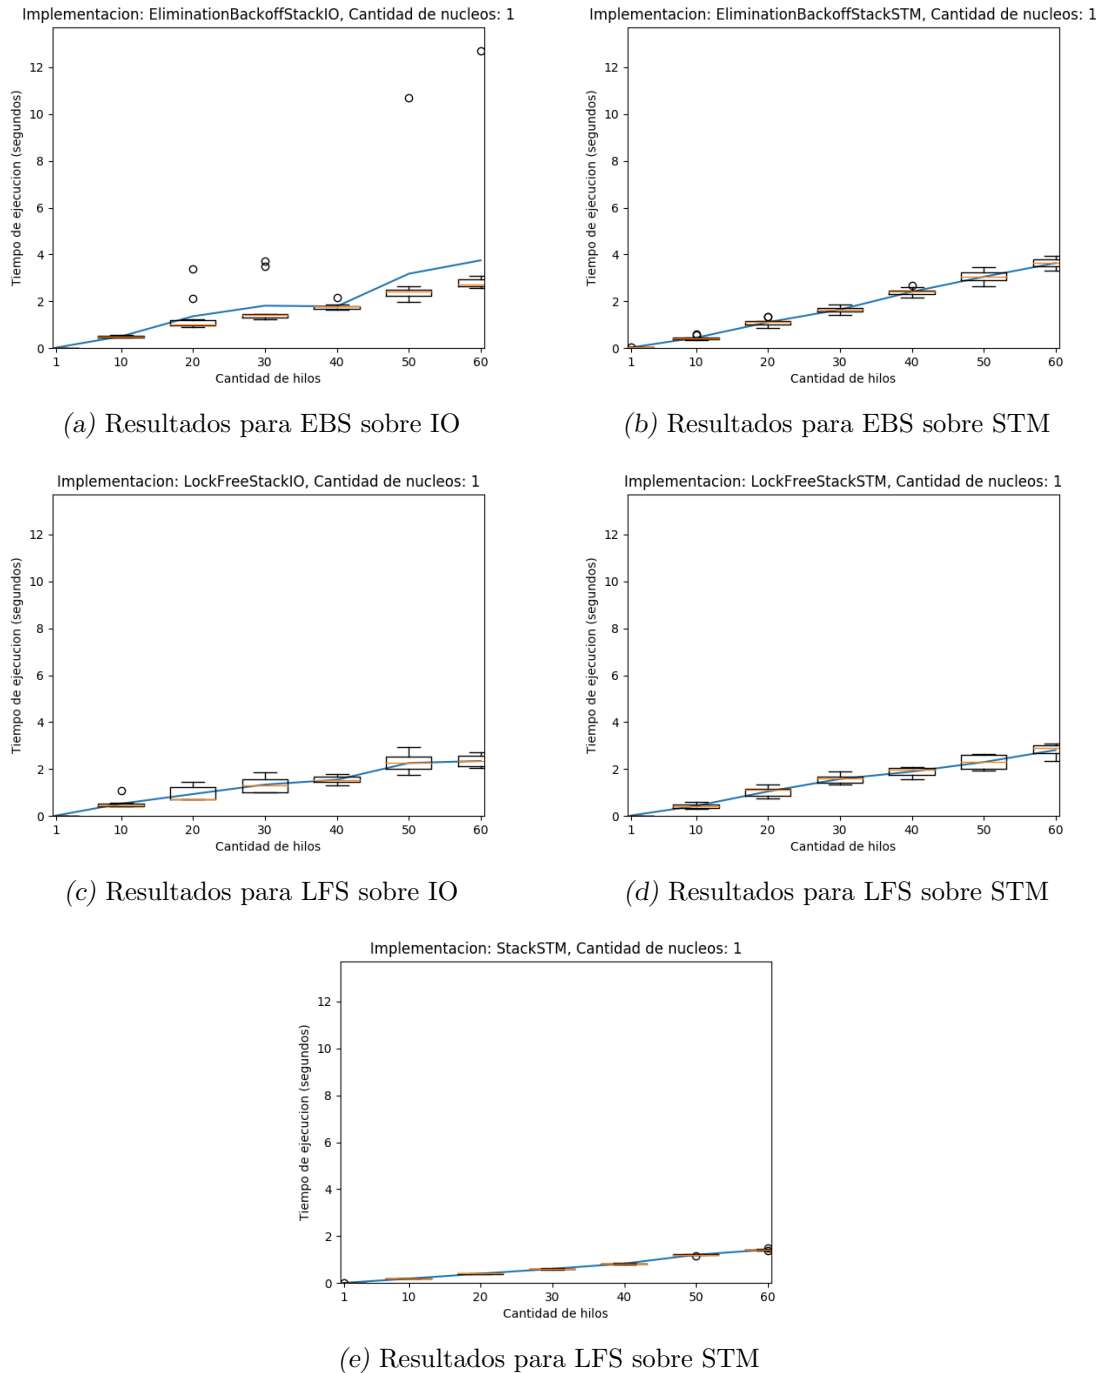 Implementacion: EliminationBackoffStackIO, Cantidad de nucleos: 1
Tiempo de ejecucion (segundos)
12
10
8
6
4
2
0
1 10 20 30 40 50 60
Cantidad de hilos
(a) Resultados para EBS sobre IO
Implementacion: EliminationBackoffStackSTM, Cantidad de nucleos: 1
Tiempo de ejecucion (segundos)
12
10
8
6
4
2
0
1 10 20 30 40 50 60
Cantidad de hilos
(b) Resultados para EBS sobre STM
Implementacion: LockFreeStackIO, Cantidad de nucleos: 1
Tiempo de ejecucion (segundos)
12
10
8
6
4
2
0
1 10 20 30 40 50 60
Cantidad de hilos
(c) Resultados para LFS sobre IO
Implementacion: LockFreeStackSTM, Cantidad de nucleos: 1
Tiempo de ejecucion (segundos)
12
10
8
6
4
2
0
1 10 20 30 40 50 60
Cantidad de hilos
(d) Resultados para LFS sobre STM
Implementacion: StackSTM, Cantidad de nucleos: 1
Tiempo de ejecucion (segundos)
12
10
8
6
4
2
0
1 10 20 30 40 50 60
Cantidad de hilos
(e) Resultados para LFS sobre STM